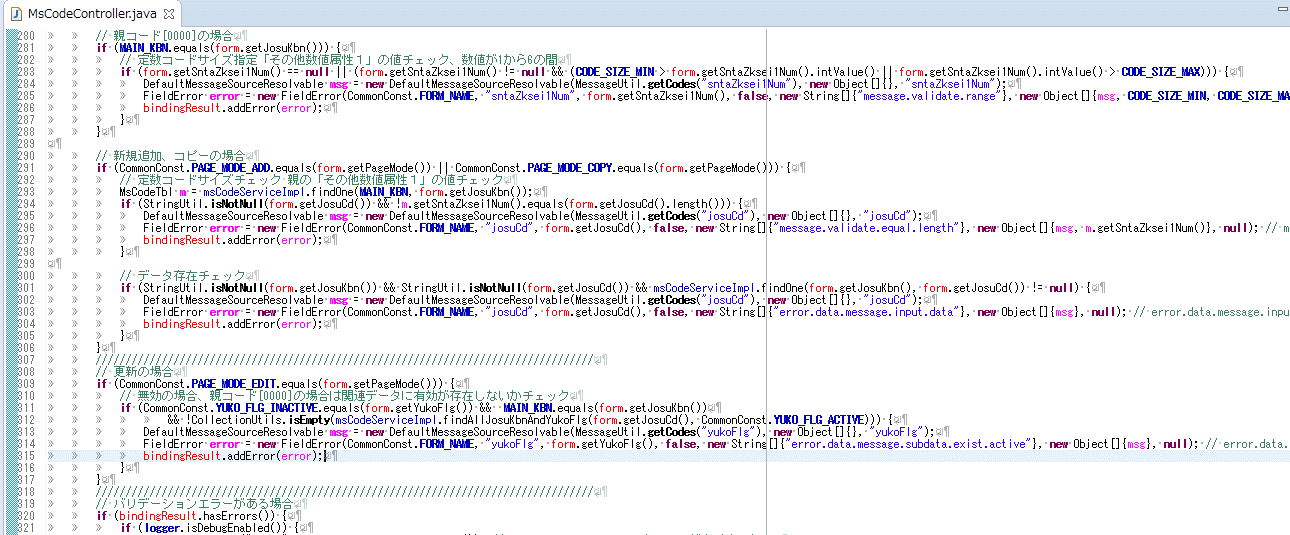 MsCodeController.java
280 // 親コード[0000]の場合
281 if (MAIN_KBN.equals(form.getJosuKbn())) {
282 // 定数コードサイズ指定「その他数値属性１」の値チェック、数値が1から6の間
283 if (form.getSntaZksei1Num() == null || (form.getSntaZksei1Num() != null && (CODE_SIZE_MIN > form.getSntaZksei1Num().intValue() || form.getSntaZksei1Num().intValue() > CODE_SIZE_MAX))) {
284 DefaultMessageSourceResolvable msg = new DefaultMessageSourceResolvable(MessageUtil.getCodes("sntaZksei1Num"), new Object[]{}, "sntaZksei1Num");
285 FieldError error = new FieldError(CommonConst.FORM_NAME, "sntaZksei1Num", form.getSntaZksei1Num(), false, new String[]{"message.validate.range"}, new Object[]{msg, CODE_SIZE_MIN, CODE_SIZE_MA
286 bindingResult.addError(error);
287 }
288 }
289
290 // 新規追加、コピーの場合
291 if (CommonConst.PAGE_MODE_ADD.equals(form.getPageMode()) || CommonConst.PAGE_MODE_COPY.equals(form.getPageMode())) {
292 // 定数コードサイズチェック 親の「その他数値属性１」の値チェック
293 MsCodeTbl m = msCodeServiceImpl.findOne(MAIN_KBN, form.getJosuKbn());
294 if (StringUtil.isNotNull(form.getJosuCd()) && !m.getSntaZksei1Num().equals(form.getJosuCd().length())) {
295 DefaultMessageSourceResolvable msg = new DefaultMessageSourceResolvable(MessageUtil.getCodes("josuCd"), new Object[]{}, "josuCd");
296 FieldError error = new FieldError(CommonConst.FORM_NAME, "josuCd", form.getJosuCd(), false, new String[]{"message.validate.equal.length"}, new Object[]{msg, m.getSntaZksei1Num()}, null); // m
297 bindingResult.addError(error);
298 }
299
300 // データ存在チェック
301 if (StringUtil.isNotNull(form.getJosuKbn()) && StringUtil.isNotNull(form.getJosuCd()) && msCodeServiceImpl.findOne(form.getJosuKbn(), form.getJosuCd()) != null) {
302 DefaultMessageSourceResolvable msg = new DefaultMessageSourceResolvable(MessageUtil.getCodes("josuCd"), new Object[]{}, "josuCd");
303 FieldError error = new FieldError(CommonConst.FORM_NAME, "josuCd", form.getJosuCd(), false, new String[]{"error.data.message.input.data"}, new Object[]{msg}, null); // error.data.message.inpu
304 bindingResult.addError(error);
305 }
306 }
307 ///////////////////////////////////////////////////////////////////////////////////
308 // 更新の場合
309 if (CommonConst.PAGE_MODE_EDIT.equals(form.getPageMode())) {
310 // 無効の場合、親コード[0000]の場合は関連データに有効が存在しないかチェック
311 if (CommonConst.YUKO_FLG_INACTIVE.equals(form.getYukoFlg()) && MAIN_KBN.equals(form.getJosuKbn())
312 && !CollectionUtils.isEmpty(msCodeServiceImpl.findAllJosuKbnAndYukoFlg(form.getJosuCd(), CommonConst.YUKO_FLG_ACTIVE))) {
313 DefaultMessageSourceResolvable msg = new DefaultMessageSourceResolvable(MessageUtil.getCodes("yukoFlg"), new Object[]{}, "yukoFlg");
314 FieldError error = new FieldError(CommonConst.FORM_NAME, "yukoFlg", form.getYukoFlg(), false, new String[]{"error.data.message.subdata.exist.active"}, new Object[]{msg}, null); // error.data.
315 bindingResult.addError(error);
316 }
317 }
318 ///////////////////////////////////////////////////////////////////////////////////
319 // バリデーションエラーがある場合
320 if (bindingResult.hasErrors()) {
321 if (logger.isDebugEnabled()) {